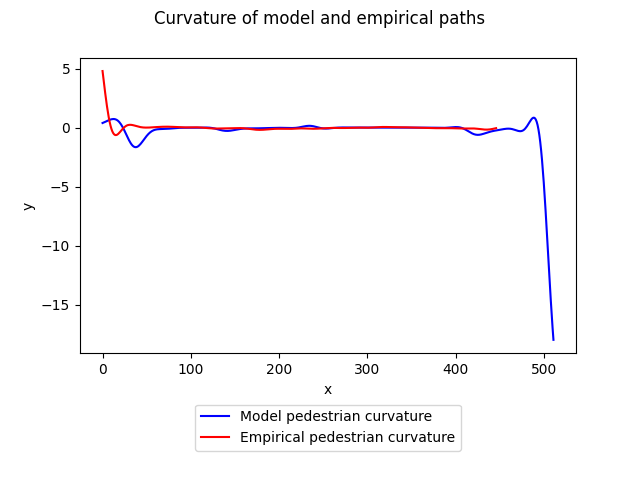 Curvature of model and empirical paths
5
0
−5
−10
−15
y
0 100 200 300 400 500
x
Model pedestrian curvature
Empirical pedestrian curvature